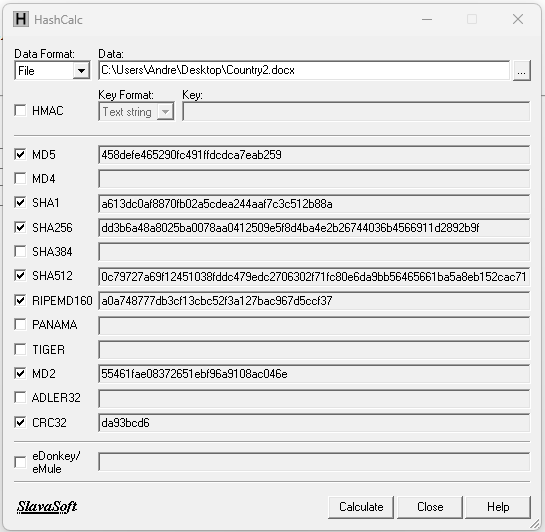 HashCalc
Data Format: Data:
File C:\Users\Andre\Desktop\Country2.docx ...
Key Format: Key:
HMAC Text string
MD5 458defe465290fc491ffdcdca7eab259
MD4
SHA1 a613dc0af8870fb02a5cdea244aaf7c3c512b88a
SHA256 dd3b6a48a8025ba0078aa0412509e5f8d4ba4e2b26744036b4566911d2892b9f
SHA384
SHA512 0c79727a69f12451038fddc479edc2706302f71fc80e6da9bb56465661ba5a8eb152cac71
RIPEMD160 a0a748777db3cf13cbc52f3a127bac967d5ccf37
PANAMA
TIGER
MD2 55461fae08372651ebf96a9108ac046e
ADLER32
CRC32 da93bcd6
eDonkey/
eMule
SlavaSoft Calculate Close Help